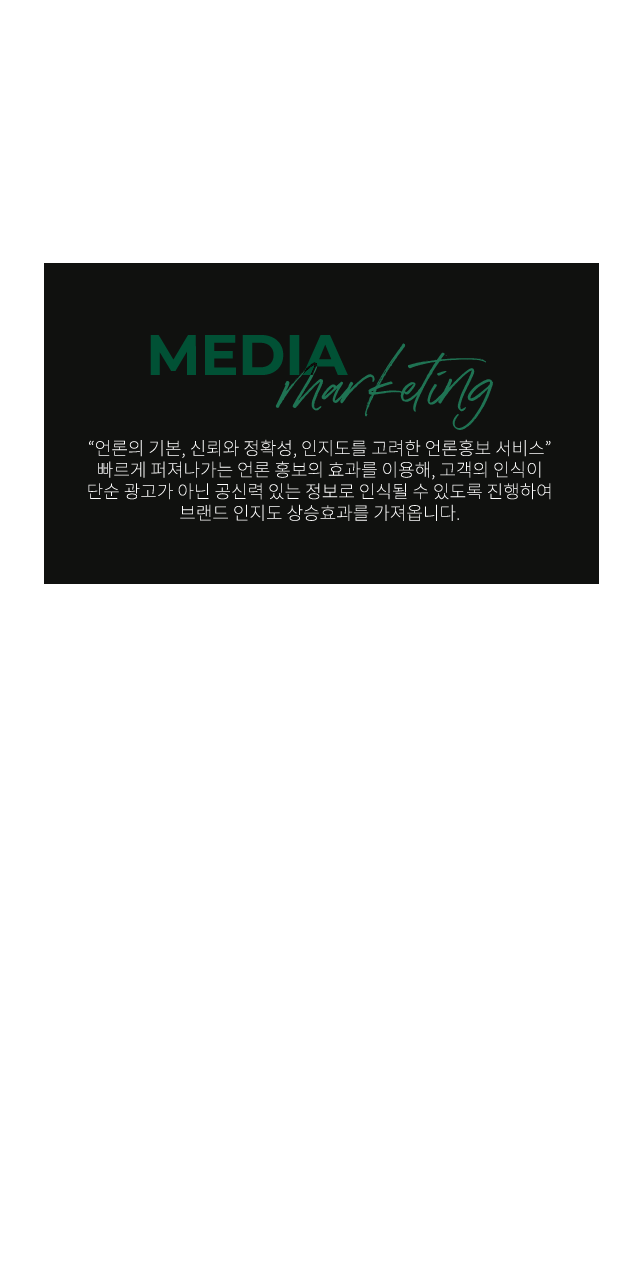 MEDIA
marketing
“언론의 기본, 신뢰와 정확성, 인지도를 고려한 언론홍보 서비스”
빠르게 퍼져나가는 언론 홍보의 효과를 이용해, 고객의 인식이
단순 광고가 아닌 공신력 있는 정보로 인식될 수 있도록 진행하여
브랜드 인지도 상승효과를 가져옵니다.